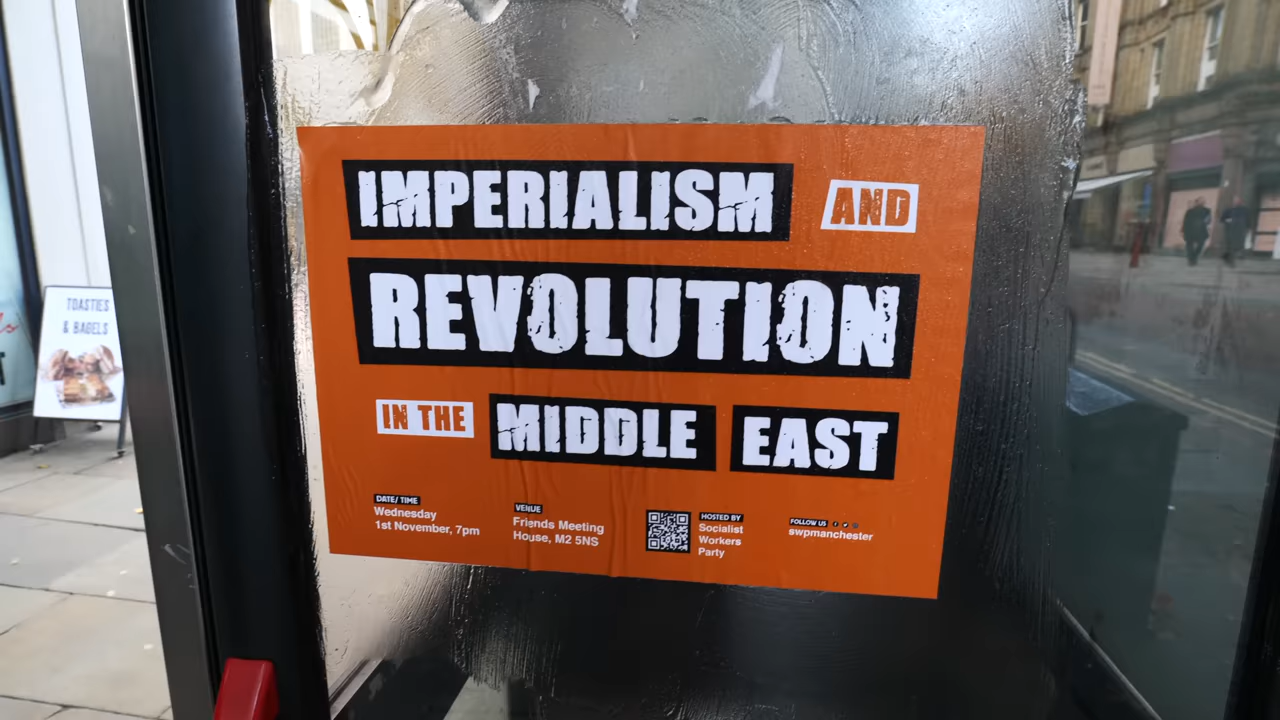 IMPERIALISM AND
REVOLUTION
IN THE MIDDLE EAST
DATE/ TIME
Wednesday
1st November, 7pm
VENUE
Friends Meeting
House, M2 5NS
HOSTED BY
Socialist
Workers
Party
FOLLOW US
swpmanchester
TOASTIES
& BAGELS